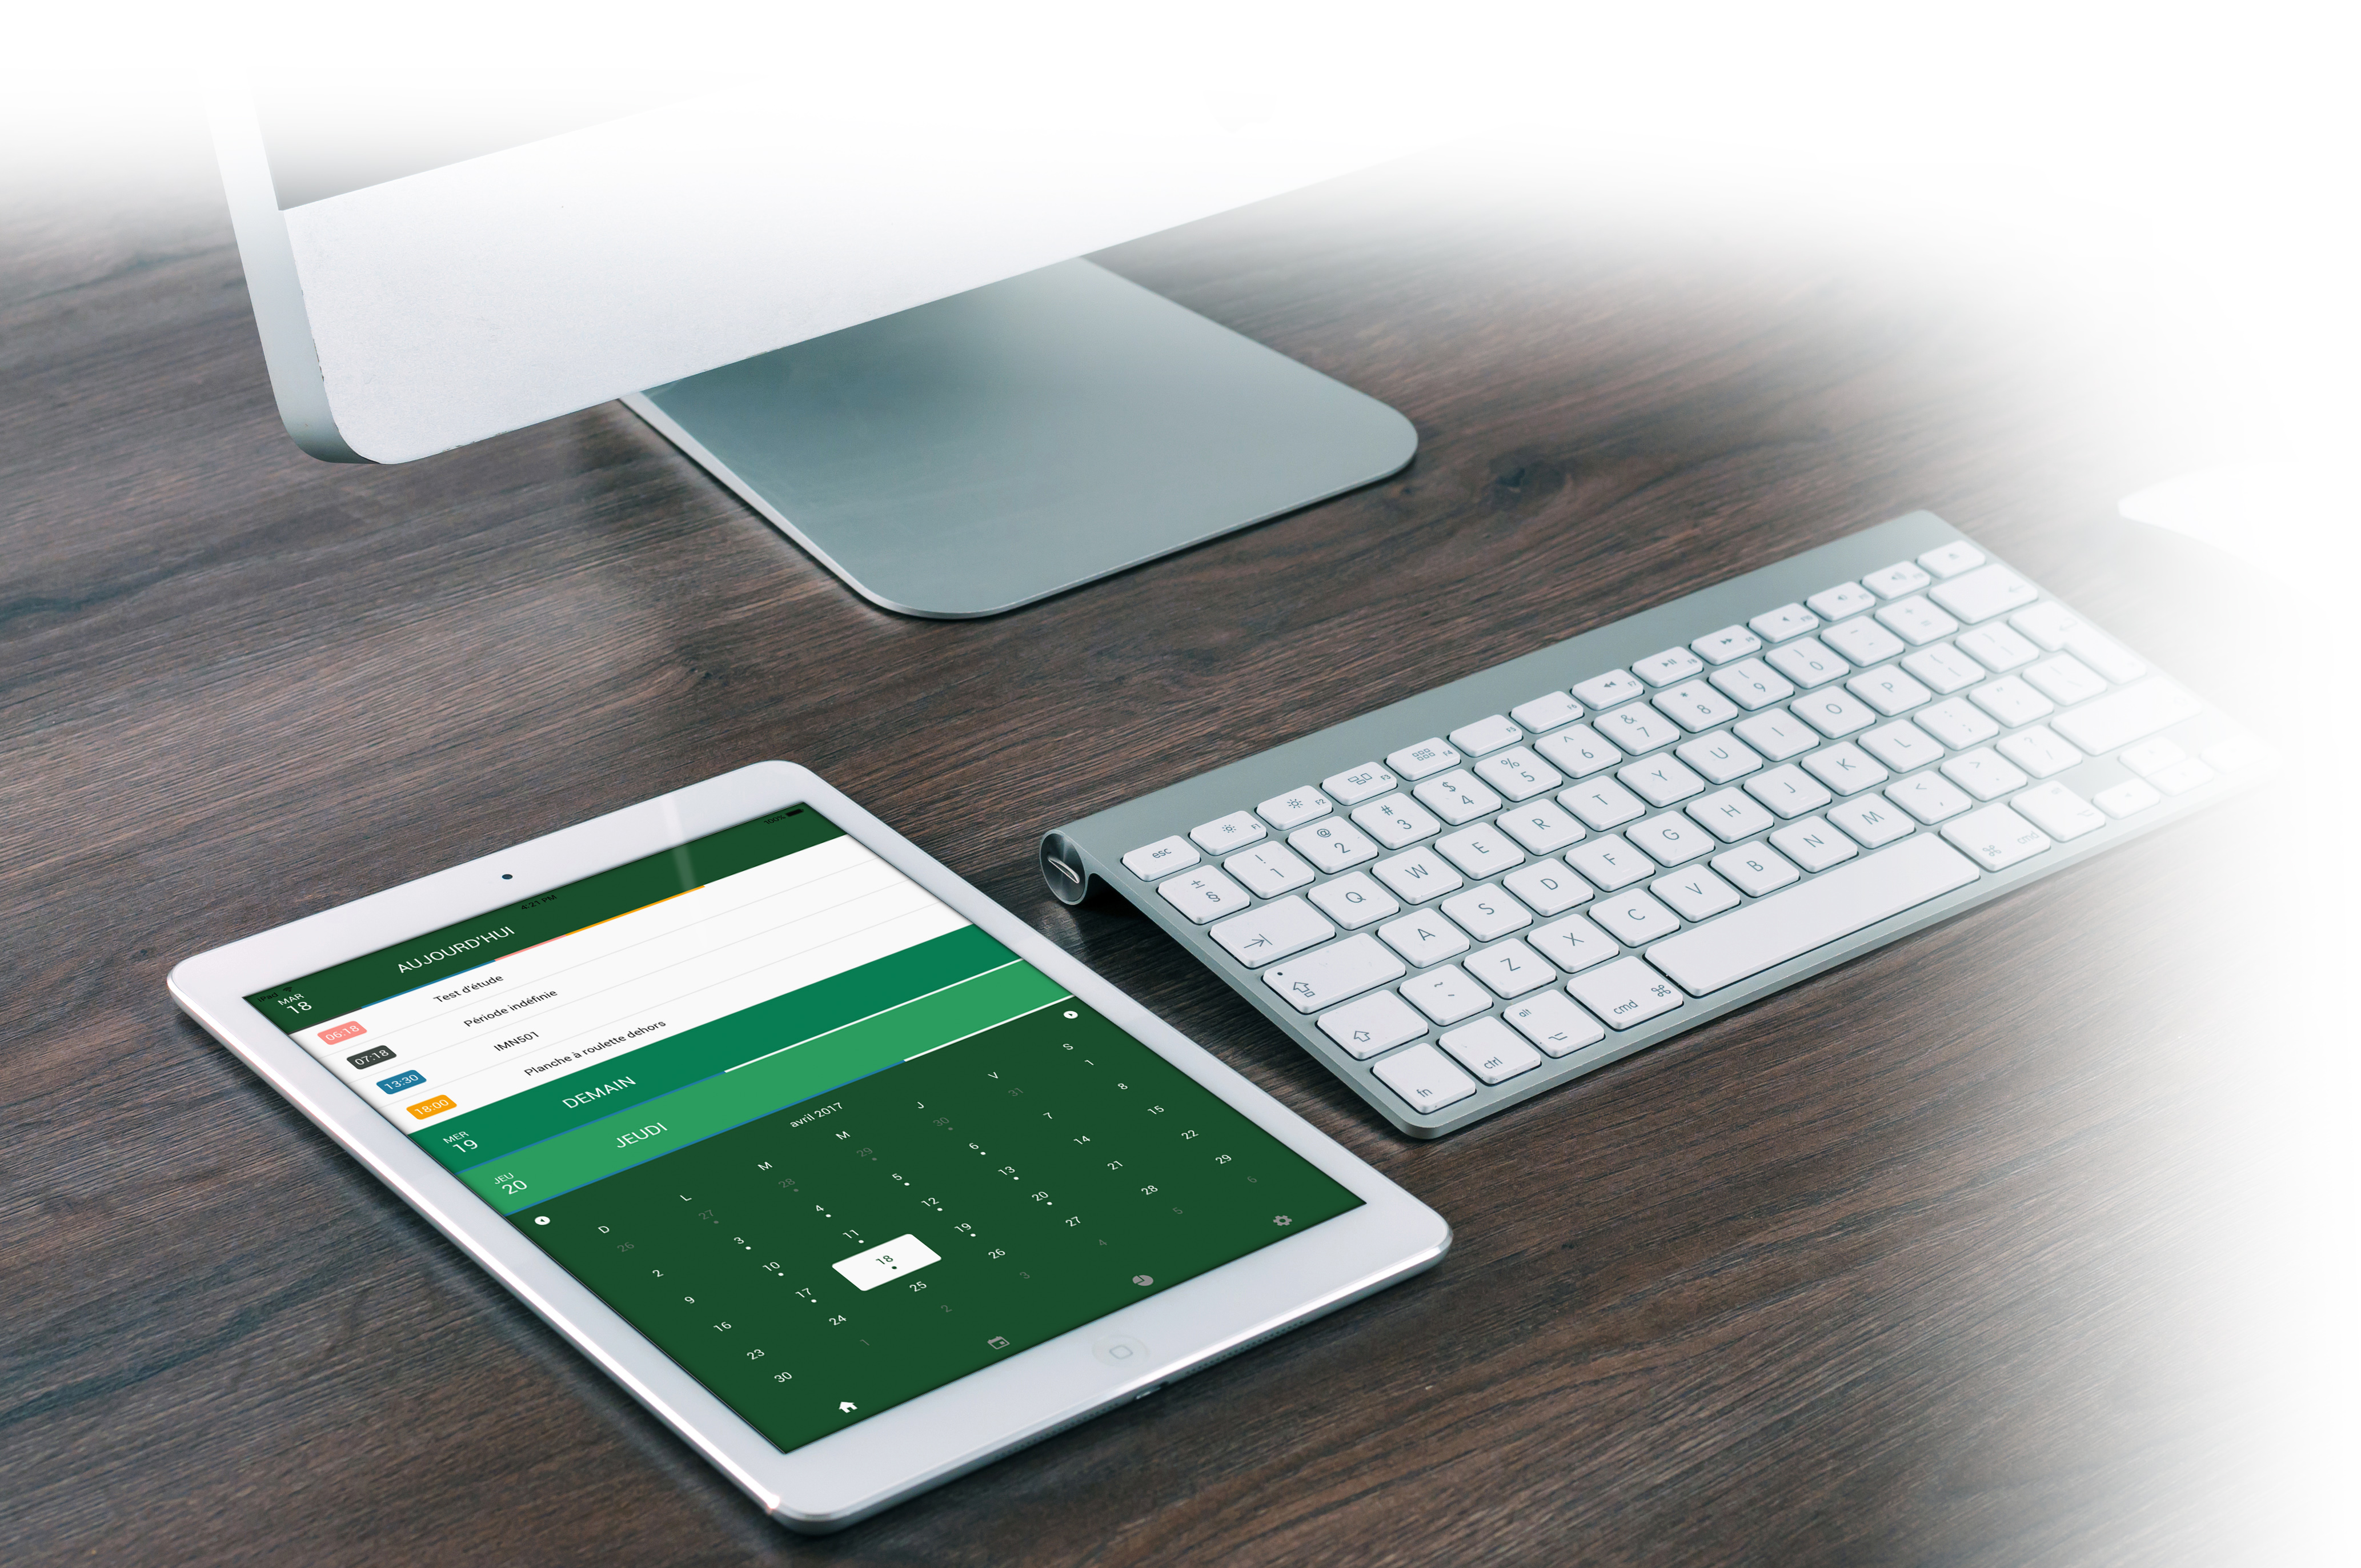 iPad 4:21 PM 100%
MAR
18 AUJOURD'HUI
06:18 Test d'étude
07:18 Période indéfinie
13:30 IMN501
18:00 Planche à roulette dehors
MER
19 DEMAIN
JEU
20 JEUDI
avril 2017
D L M M J V S
26 27 28 29 30 31 1
2 3 4 5 6 7 8
9 10 11 12 13 14 15
16 17 18 19 20 21 22
23 24 25 26 27 28 29
30 1 2 3 4 5 6
esc F1 F2 F3 F4 F5 F6 F7 F8 F9
± § ! 1 @ 2 # 3 $ 4 % 5 ^ 6 & 7 * 8 ( 9 ) 0 - + =
Q W E R T Y U I O P
A S D F G H J K L
~ Z X C V B N M < , > . ? /
fn ctrl alt cmd cmd